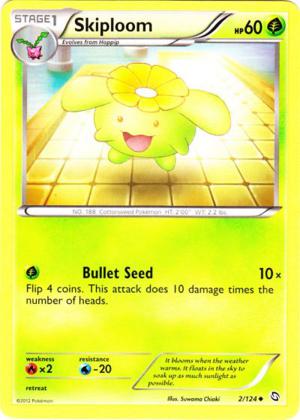 STAGE1 Skiploom HP60
Evolves from Hoppip
NO. 188 Cottonweed Pokémon HT: 2'00" WT: 2.2 lbs.
Bullet Seed 10×
Flip 4 coins. This attack does 10 damage times
the number of heads.
weakness resistance
×2 -20
retreat
It blooms when the weather
warms. It floats in the sky to
soak up as much sunlight as
possible.
©2012 Pokémon Illus. Suwama Chiaki 2/124